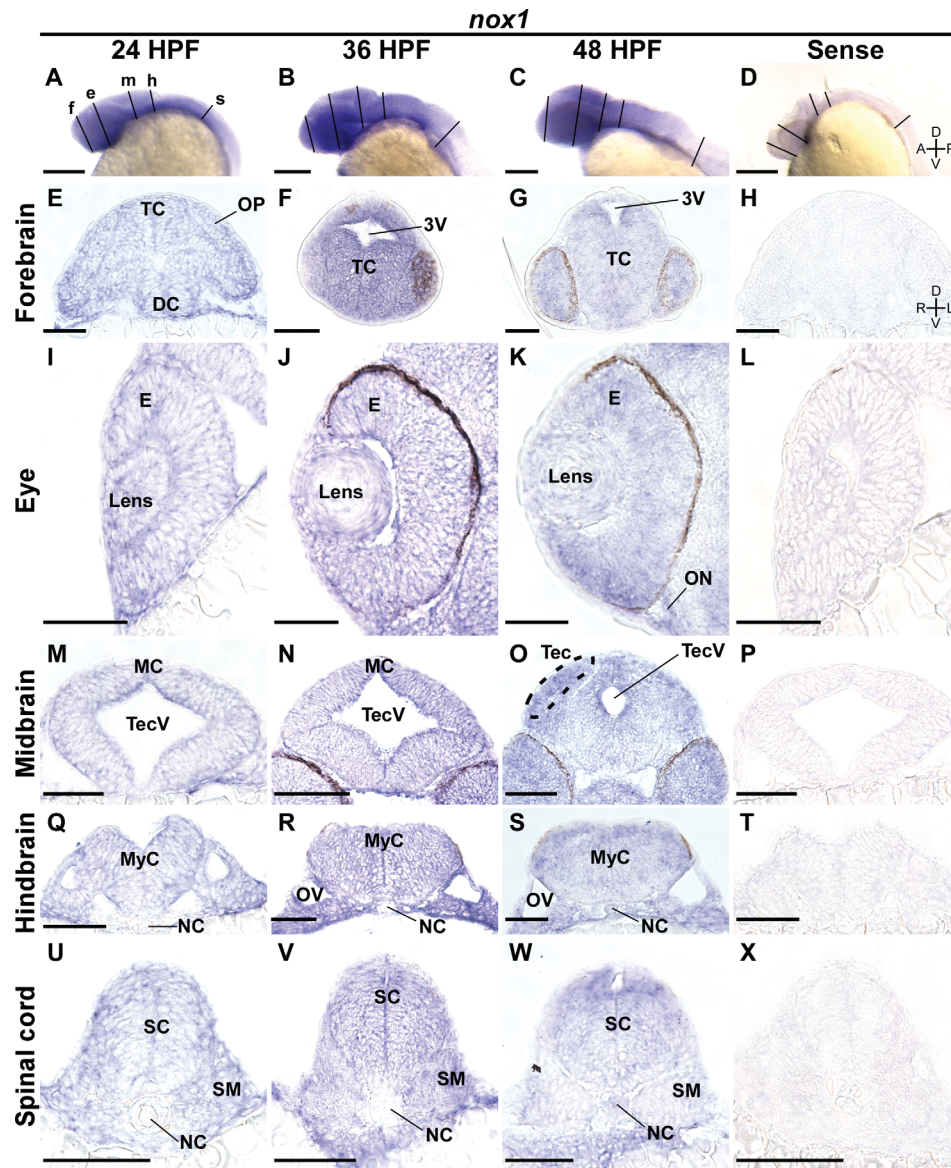 nox1
24 HPF 36 HPF 48 HPF Sense
A B C D
f e m h s
D
A P
V
Forebrain
E F G H
TC OP DC
3V TC
3V TC
D
R L
V
Eye
I J K L
E Lens
E Lens
E Lens ON
Midbrain
M N O P
MC TecV
MC TecV
Tec TecV
Hindbrain
Q R S T
MyC NC
MyC OV NC
MyC OV NC
Spinal cord
U V W X
SC SM NC
SC SM NC
SC SM NC